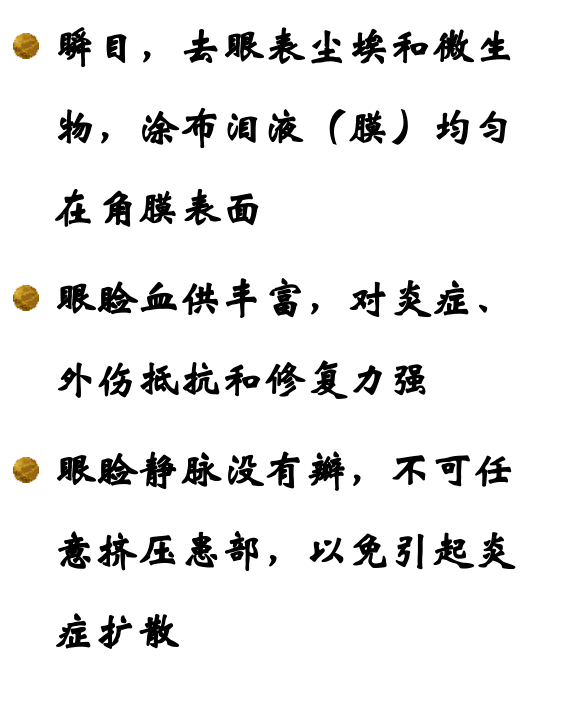 瞬目，去眼表尘埃和微生
物，涂布泪液（膜）均匀
在角膜表面
眼睑血供丰富，对炎症、
外伤抵抗和修复力强
眼睑静脉没有瓣，不可任
意挤压患部，以免引起炎
症扩散